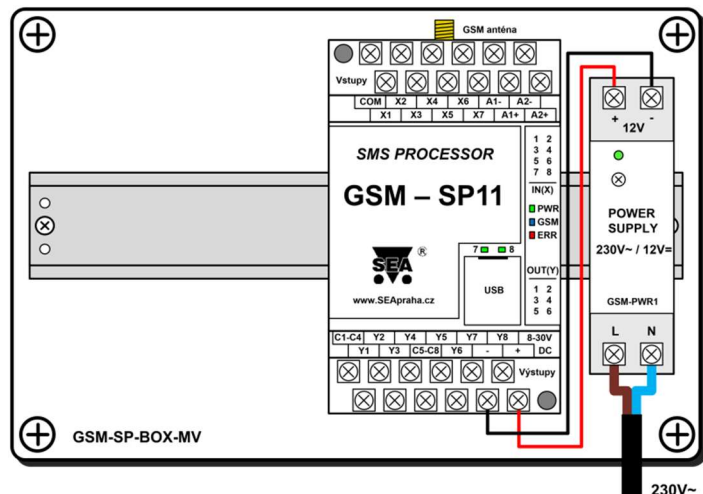 GSM anténa
Vstupy
COM X2 X4 X6 A1- A2-
X1 X3 X5 X7 A1+ A2+
SMS PROCESSOR
GSM – SP11
1 2
3 4
5 6
7 8
IN(X)
PWR
GSM
ERR
7 8
SEA ®
www.SEApraha.cz
USB
OUT(Y)
1 2
3 4
5 6
C1-C4 Y2 Y4 Y5 Y7 Y8 8-30V
Y1 Y3 C5-C8 Y6 - + DC
Výstupy
+ -
12V
POWER
SUPPLY
230V~ / 12V=
GSM-PWR1
L N
GSM-SP-BOX-MV
230V~